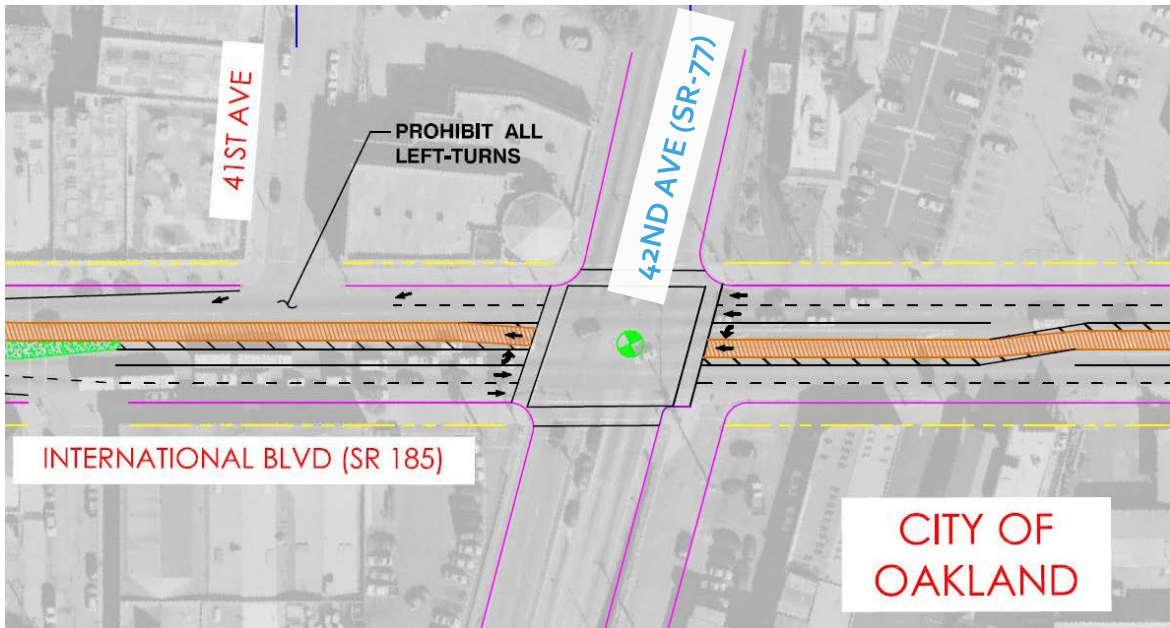 41ST AVE
PROHIBIT ALL
LEFT-TURNS
42ND AVE (SR-77)
INTERNATIONAL BLVD (SR 185)
CITY OF
OAKLAND